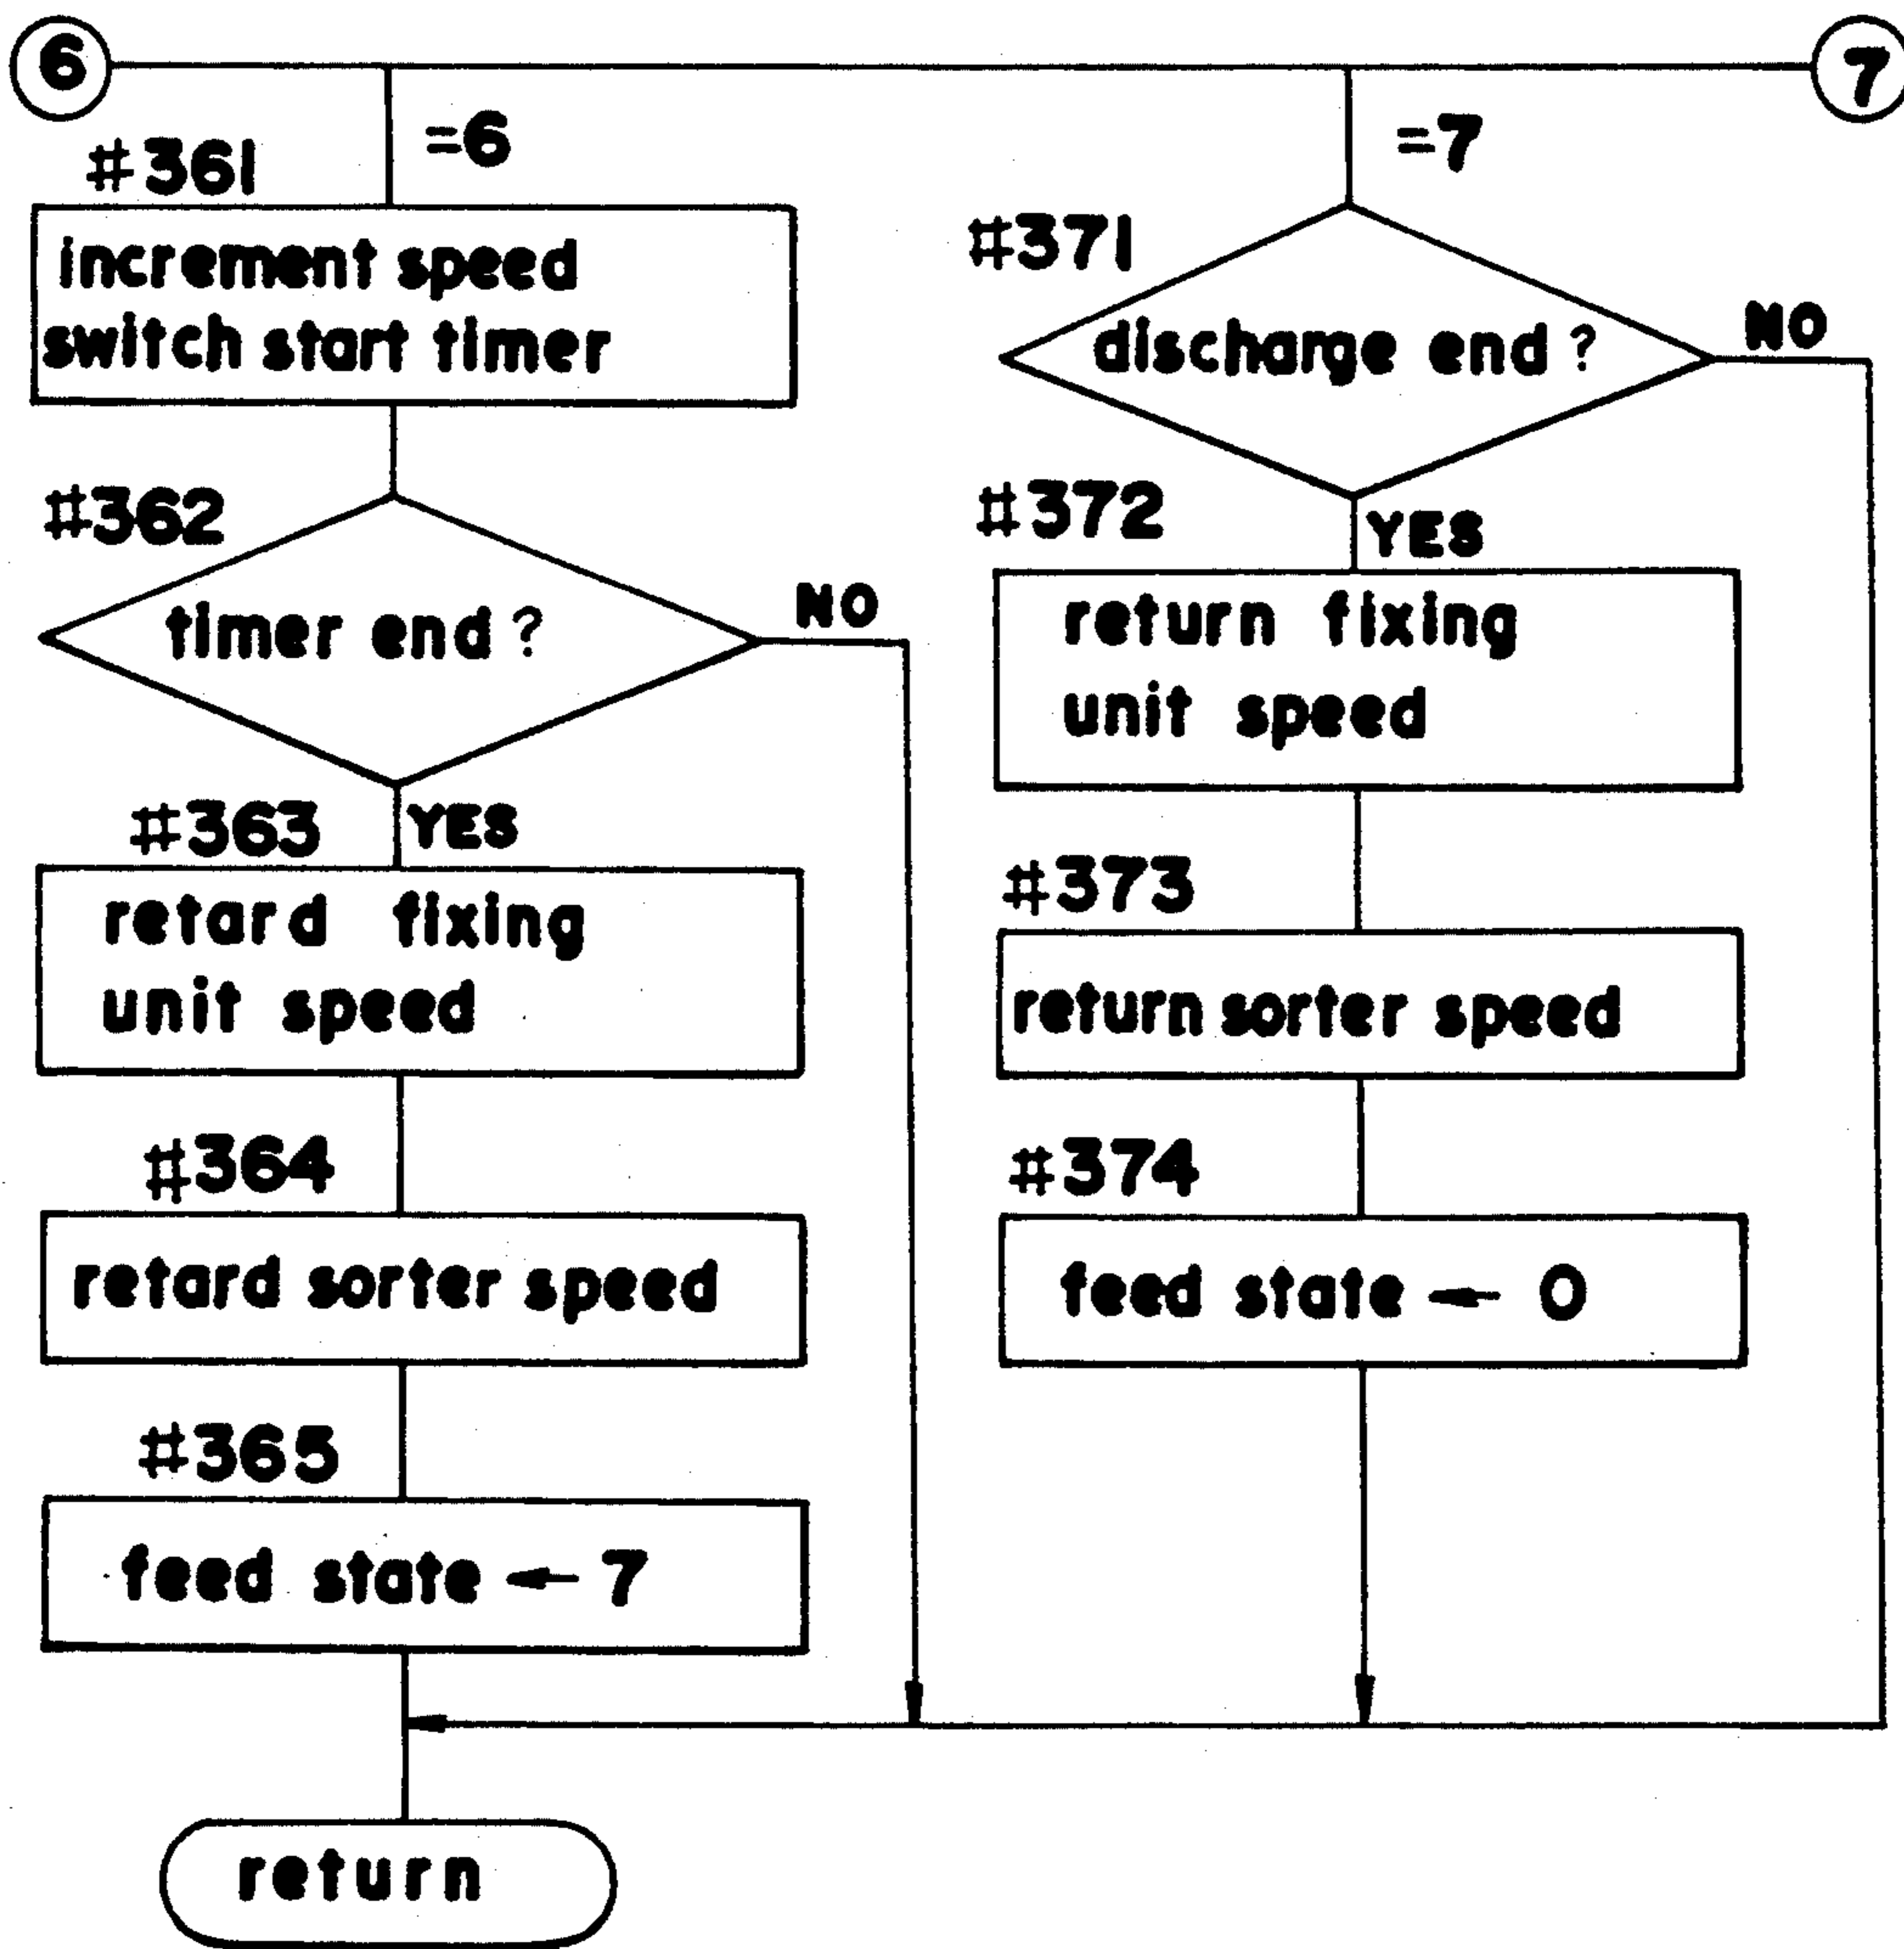 6
7
=6
#361
increment speed
switch start timer
#362
timer end ?
NO
YES
#363
retard fixing
unit speed
#364
retard sorter speed
#365
feed state ← 7
return
=7
#371
discharge end ?
NO
YES
#372
return fixing
unit speed
#373
return sorter speed
#374
feed state ← 0